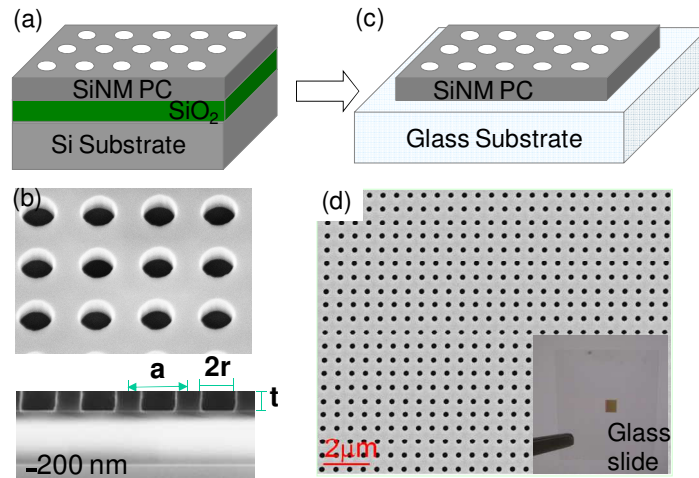 (a)
SiNM PC
SiO2
Si Substrate
(c)
SiNM PC
Glass Substrate
(b)
a
2r
t
200 nm
(d)
2μm
Glass
slide